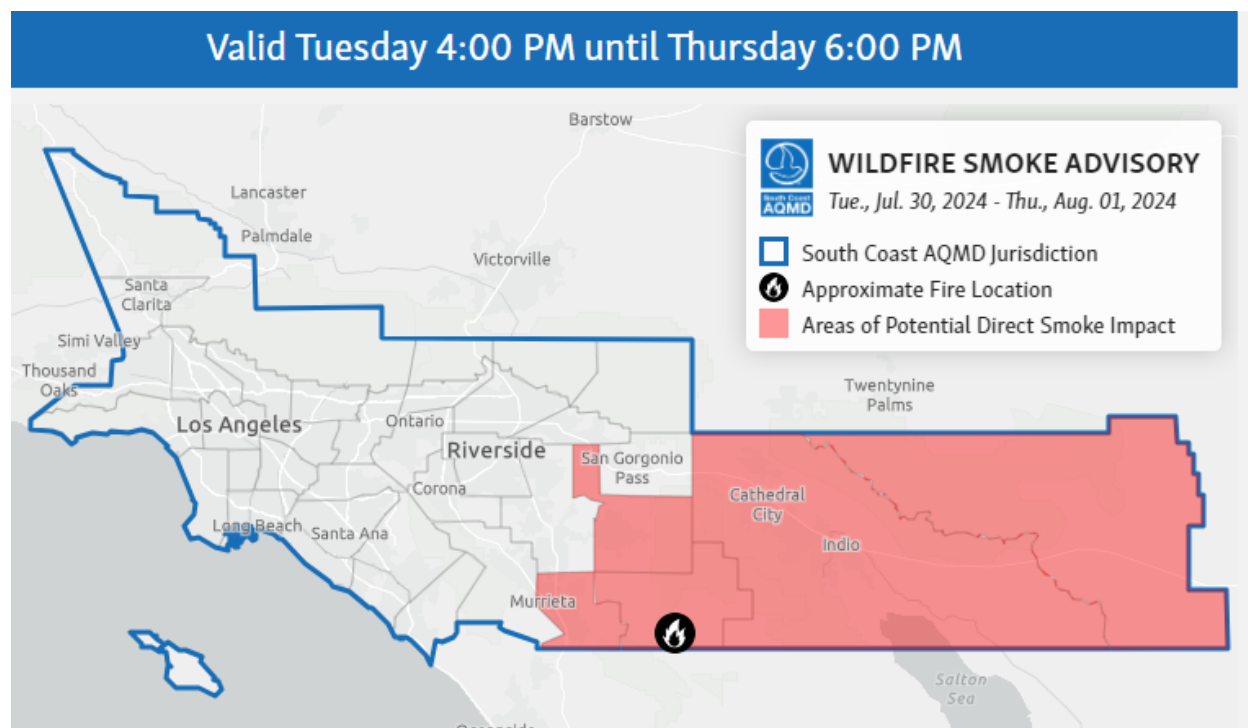 Valid Tuesday 4:00 PM until Thursday 6:00 PM
Barstow
WILDFIRE SMOKE ADVISORY
Tue., Jul. 30, 2024 - Thu., Aug. 01, 2024
South Coast
AQMD
South Coast AQMD Jurisdiction
Approximate Fire Location
Areas of Potential Direct Smoke Impact
Lancaster
Palmdale
Victorville
Santa
Clarita
Simi Valley
Thousand
Oaks
Twentynine
Palms
Los Angeles
Ontario
Riverside
San Gorgonio
Pass
Corona
Cathedral
City
Long Beach
Santa Ana
Indio
Murrieta
Salton
Sea